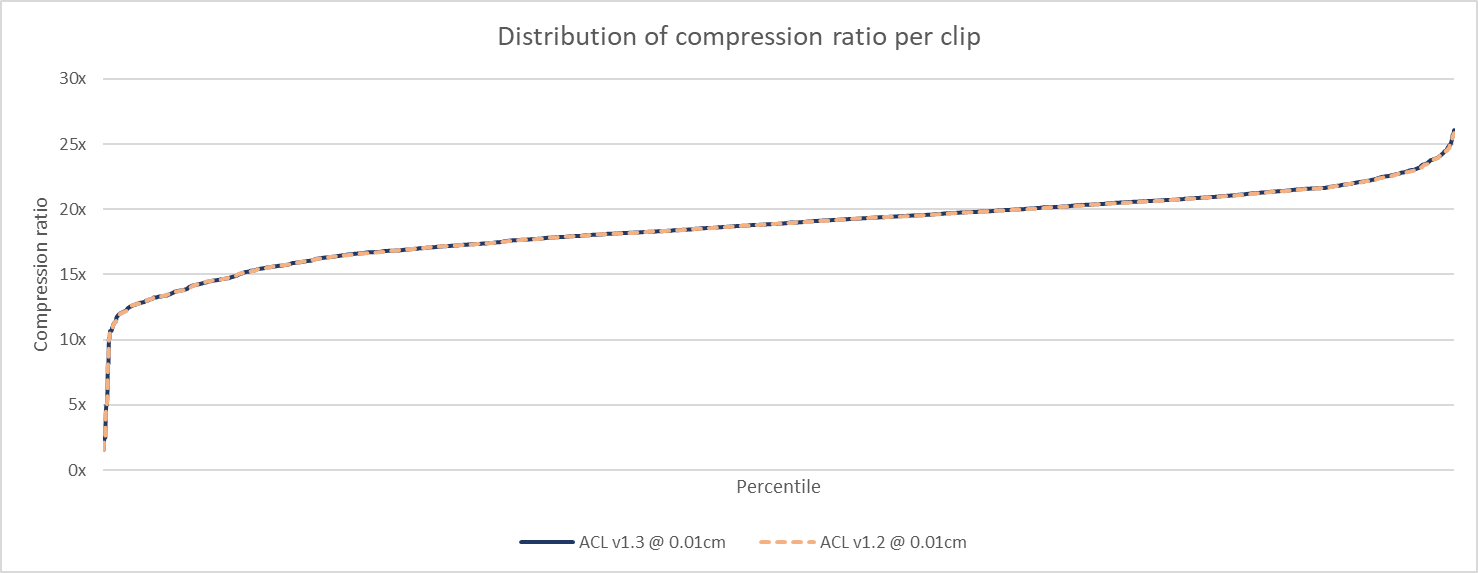 Distribution of compression ratio per clip
30x
25x
20x
15x
10x
5x
0x
Compression ratio
Percentile
ACL v1.3 @ 0.01cm
ACL v1.2 @ 0.01cm